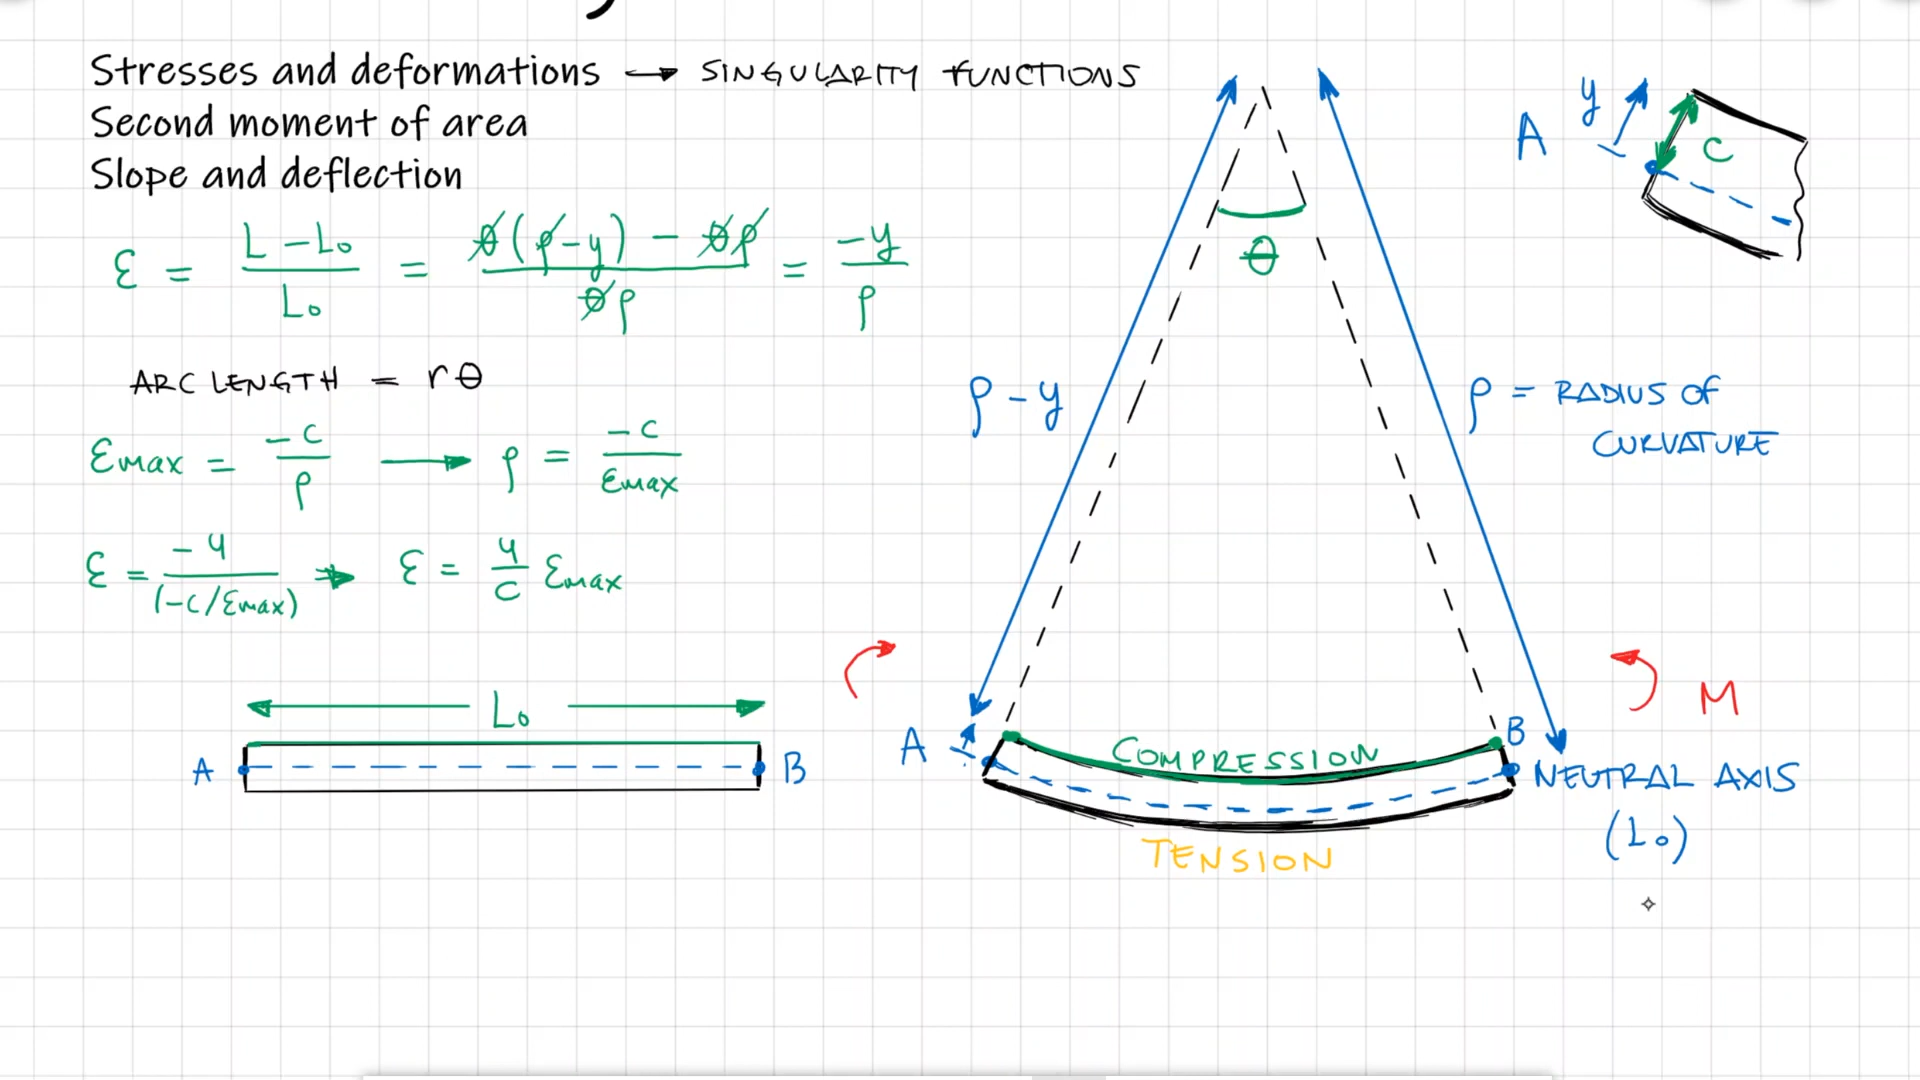 Stresses and deformations → SINGULARITY FUNCTIONS
Second moment of area
Slope and deflection
ε = (L - L₀) / L₀ = (θ(ρ-y) - θρ) / θρ = -y / ρ
ARC LENGTH = rθ
εmax = -c / ρ → ρ = -c / εmax
ε = -y / (-c/εmax) → ε = y/c εmax
L₀
A
B
θ
ρ - y
ρ = RADIUS OF
CURVATURE
A
y
c
M
A
B
COMPRESSION
NEUTRAL AXIS
(L₀)
TENSION